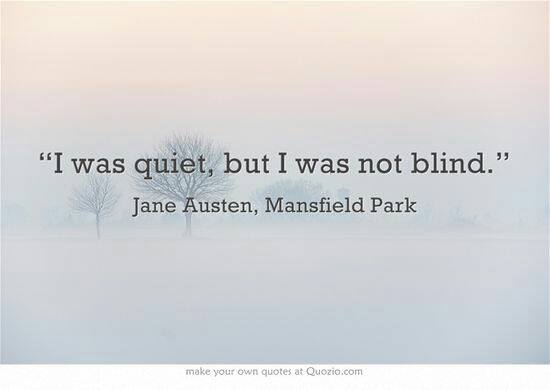 “I was quiet, but I was not blind.”
Jane Austen, Mansfield Park
make your own quotes at Quozio.com